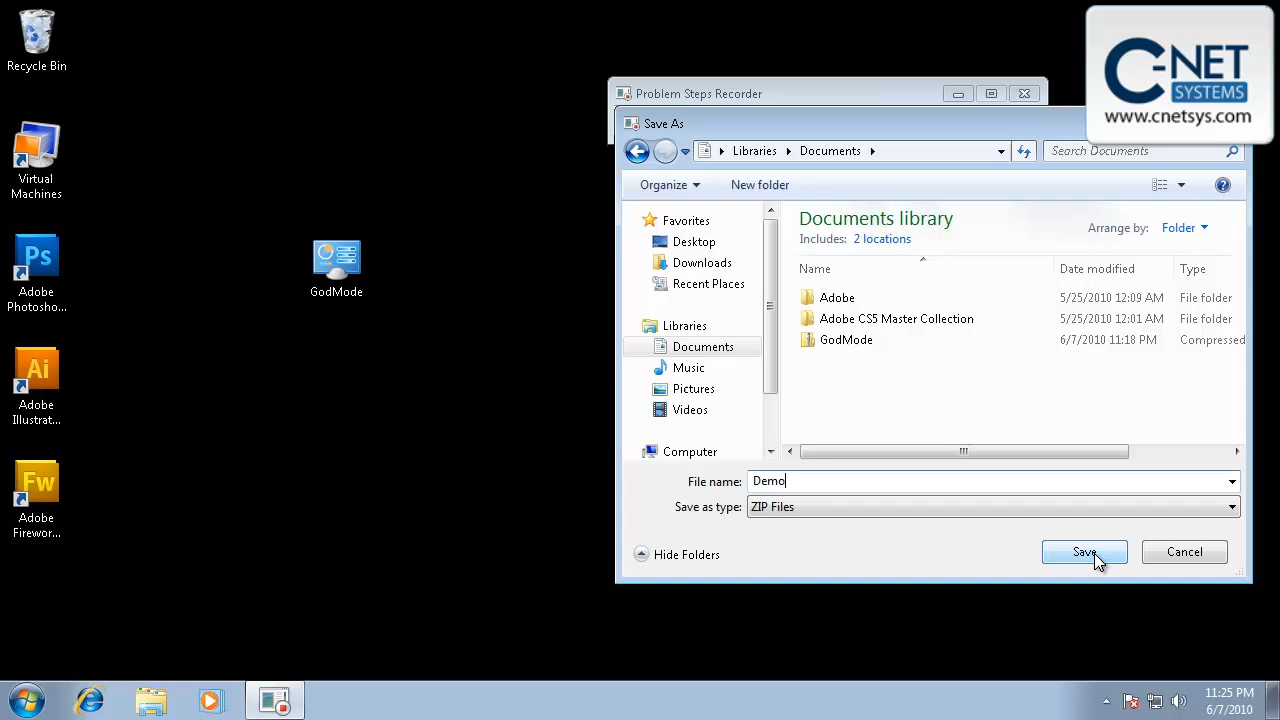 Recycle Bin
Virtual
Machines
Ps
Adobe
Photosho...
Ai
Adobe
Illustrat...
Fw
Adobe
Firewor...
GodMode
C-NET
SYSTEMS
www.cnetsys.com
Problem Steps Recorder
Save As
Libraries
Documents
Search Documents
Organize
New folder
Favorites
Desktop
Downloads
Recent Places
Libraries
Documents
Music
Pictures
Videos
Computer
Documents library
Includes: 2 locations
Arrange by: Folder
Name Date modified Type
Adobe 5/25/2010 12:09 AM File folder
Adobe CS5 Master Collection 5/25/2010 12:01 AM File folder
GodMode 6/7/2010 11:18 PM Compressed
File name: Demo
Save as type: ZIP Files
Hide Folders
Save
Cancel
11:25 PM
6/7/2010